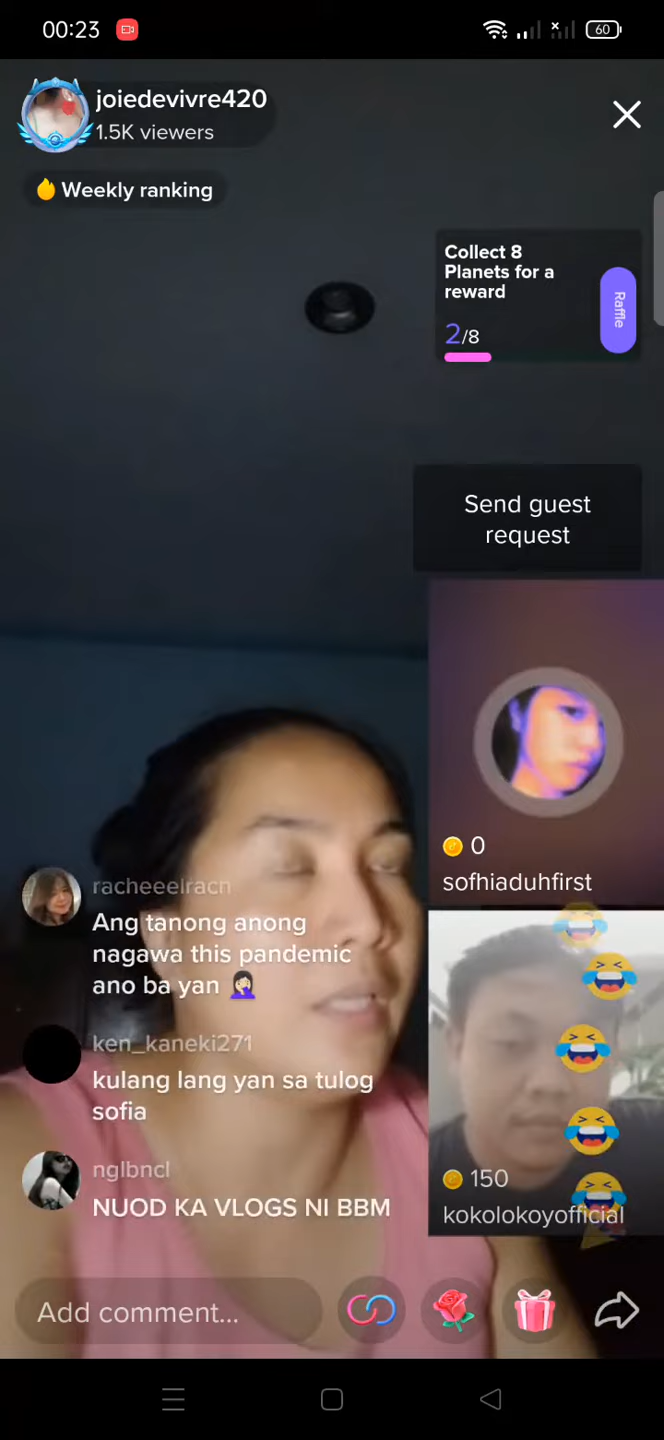 00:23
60
joiedevivre420
1.5K viewers
Weekly ranking
Collect 8
Planets for a
reward
2/8
Raffle
Send guest
request
0
sofhiaduhfirst
racheeelracn
Ang tanong anong
nagawa this pandemic
ano ba yan 🤦🏻‍♀️
ken_kaneki271
kulang lang yan sa tulog
sofia
nglbncl
NUOD KA VLOGS NI BBM
150
kokolokoyofficial
Add comment...